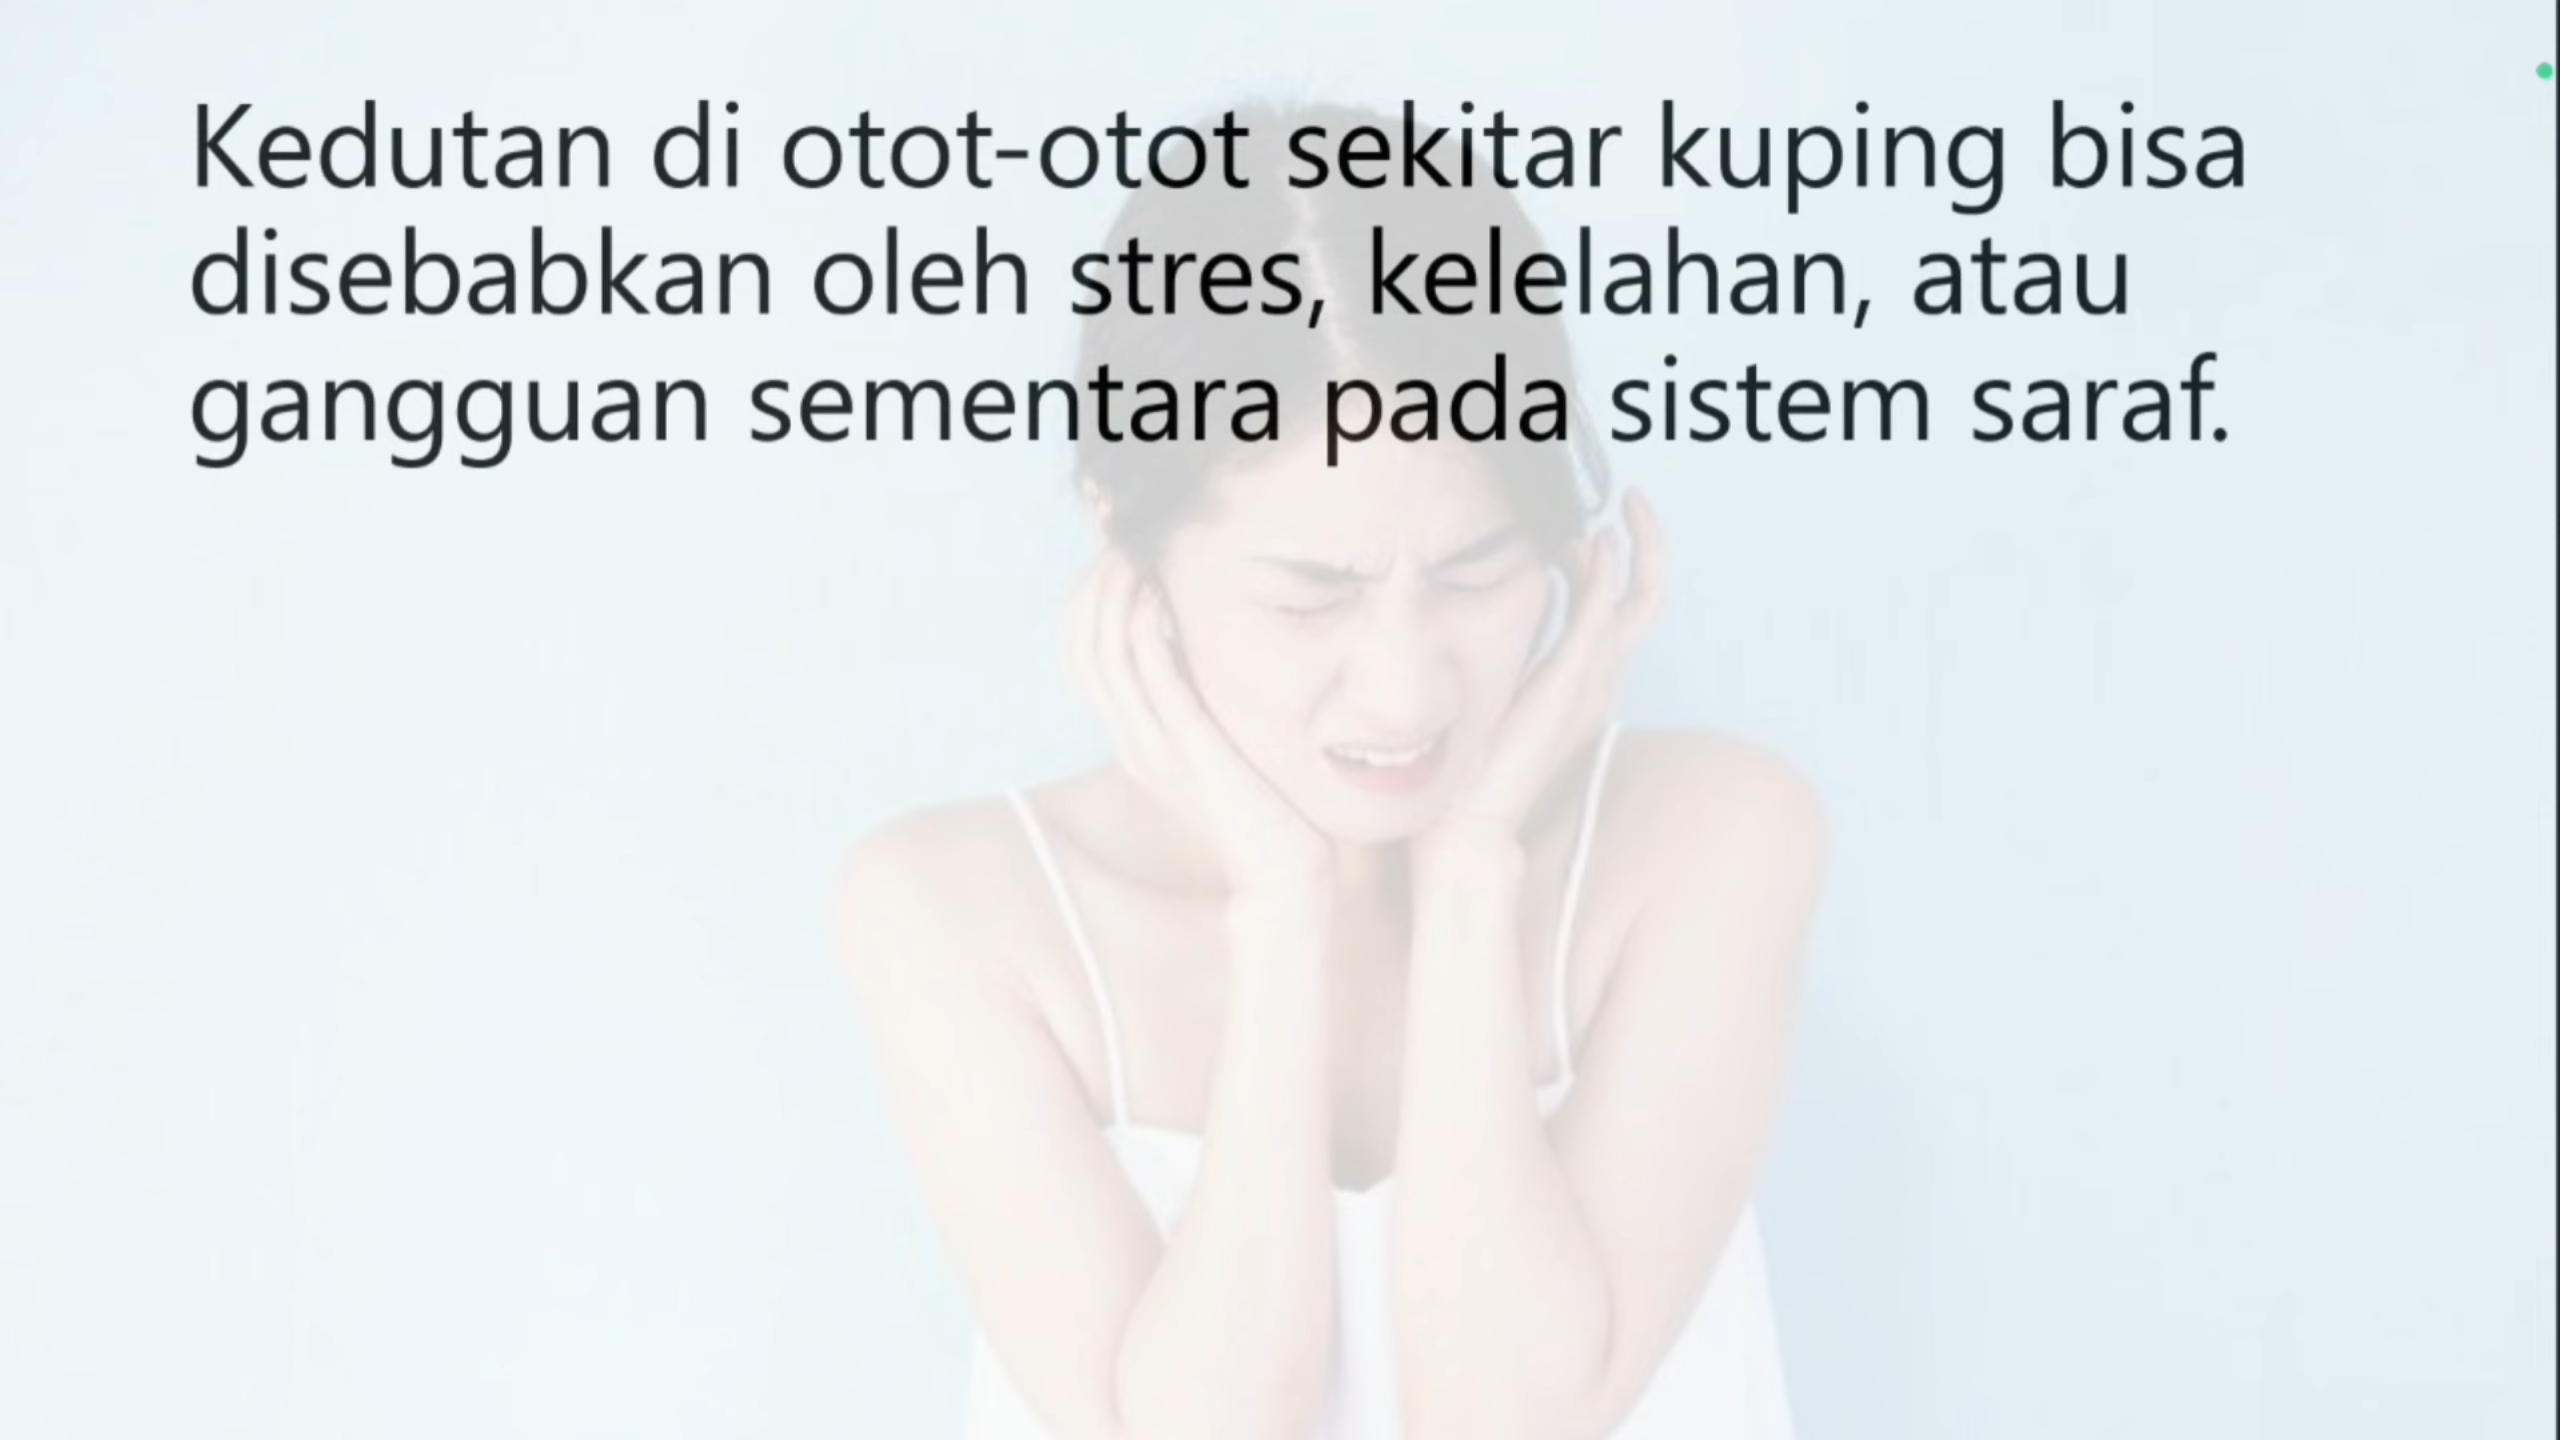 Kedutan di otot-otot sekitar kuping bisa
disebabkan oleh stres, kelelahan, atau
gangguan sementara pada sistem saraf.